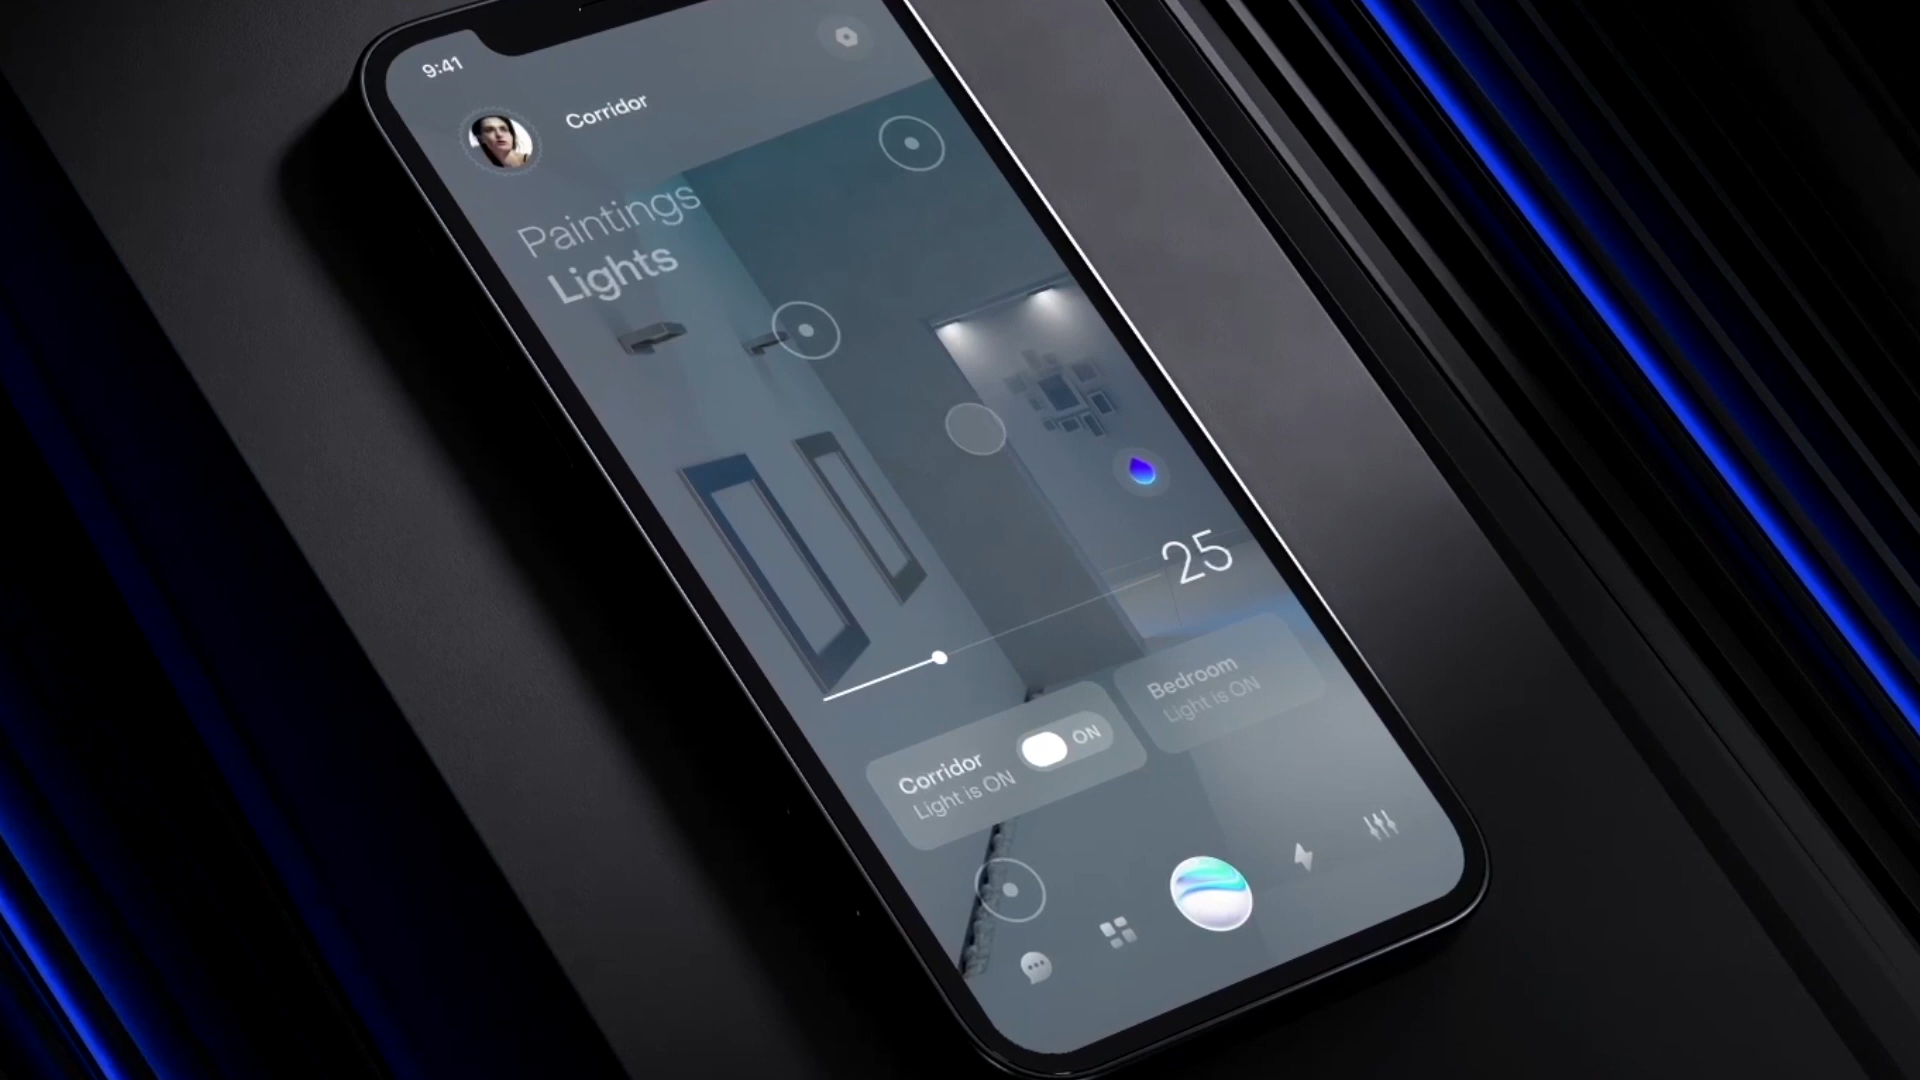 9:41
Corridor
Paintings
Lights
25
Corridor
Light is ON
ON
Bedroom
Light is ON